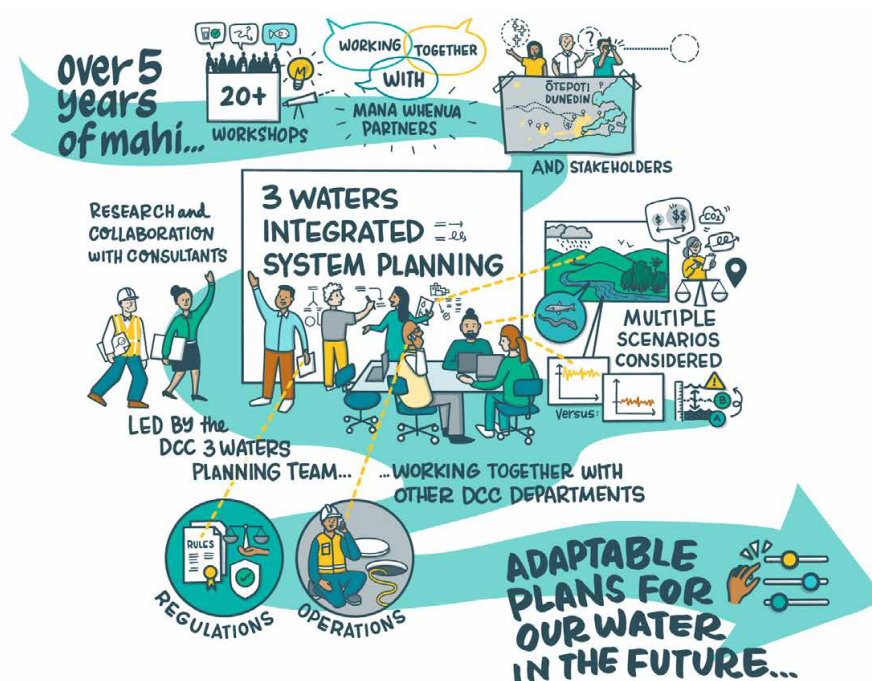 Over 5
years
of mahi...
20+
WORKSHOPS
WORKING
TOGETHER
WITH
MANA WHENUA
PARTNERS
ŌTEPOTI
DUNEDIN
AND STAKEHOLDERS
RESEARCH and
COLLABORATION
WITH CONSULTANTS
3 WATERS
INTEGRATED
SYSTEM PLANNING
$
$$
CO2
MULTIPLE
SCENARIOS
CONSIDERED
Versus:
B
A
LED BY the
DCC 3 WATERS
PLANNING TEAM...
...WORKING TOGETHER WITH
OTHER DCC DEPARTMENTS
RULES
REGULATIONS
OPERATIONS
ADAPTABLE
PLANS FOR
OUR WATER
IN THE FUTURE...